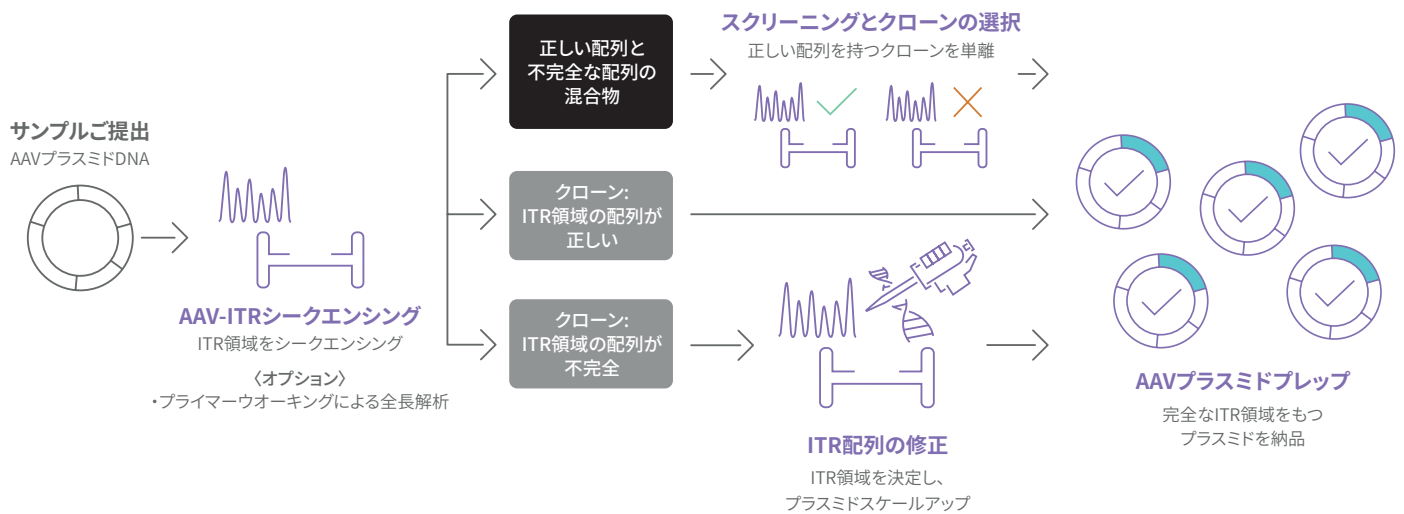 サンプルご提出
AAVプラスミドDNA
AAV-ITRシークエンシング
ITR領域をシークエンシング
〈オプション〉
・プライマーウオーキングによる全長解析
正しい配列と
不完全な配列の
混合物
クローン:
ITR領域の配列が
正しい
クローン:
ITR領域の配列が
不完全
スクリーニングとクローンの選択
正しい配列を持つクローンを単離
ITR配列の修正
ITR領域を決定し、
プラスミドスケールアップ
AAVプラスミドプレップ
完全なITR領域をもつ
プラスミドを納品